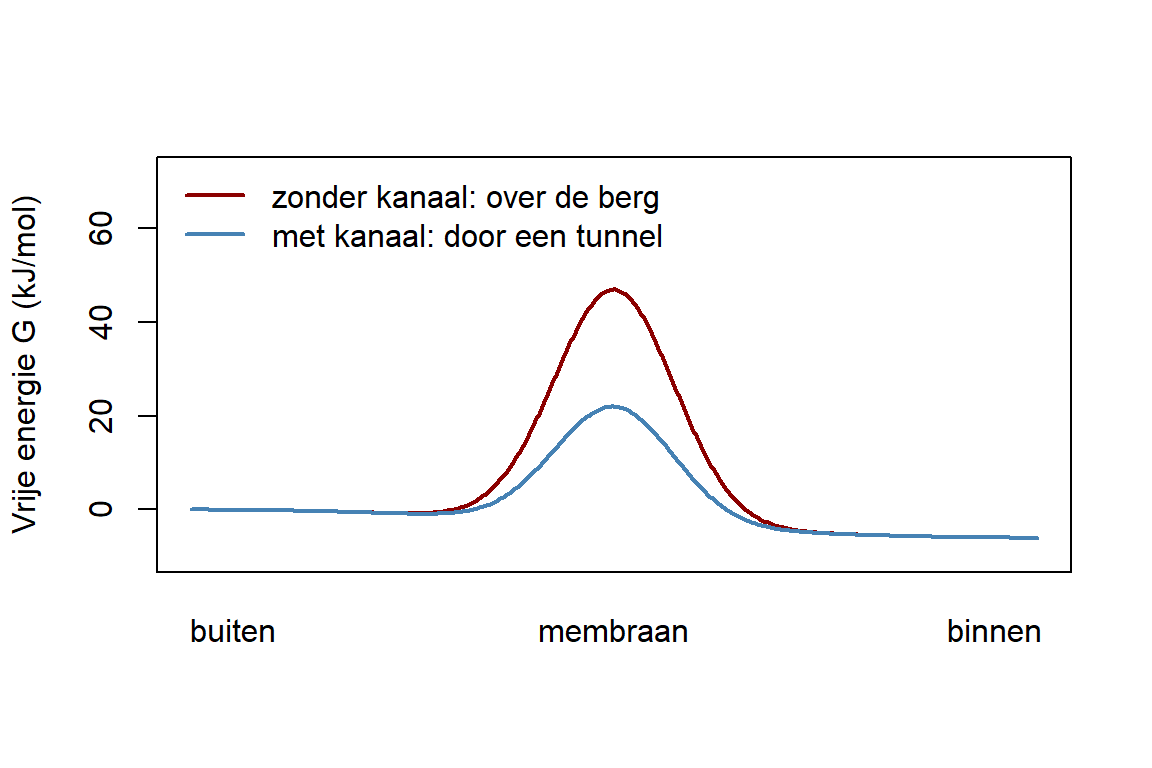 zonder kanaal: over de berg
met kanaal: door een tunnel
Vrije energie G (kJ/mol)
60
40
20
0
buiten membraan binnen